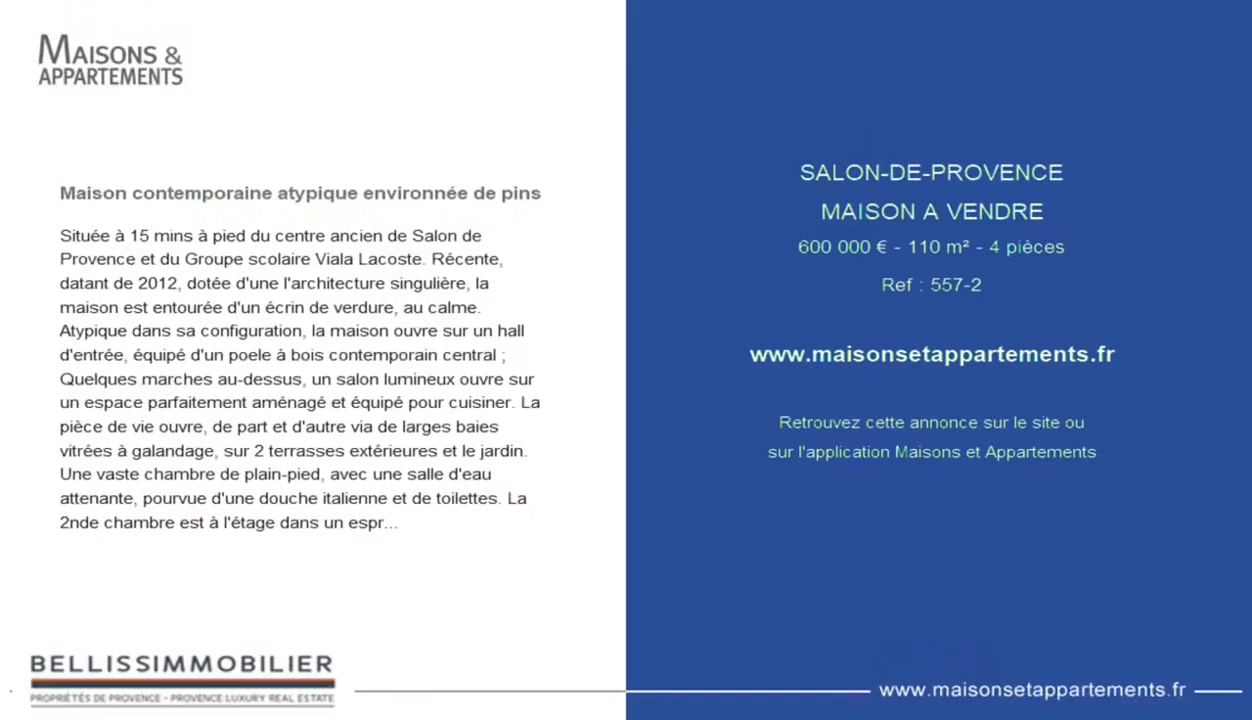 MAISONS &
APPARTEMENTS
Maison contemporaine atypique environnée de pins
Située à 15 mins à pied du centre ancien de Salon de
Provence et du Groupe scolaire Viala Lacoste. Récente,
datant de 2012, dotée d'une l'architecture singulière, la
maison est entourée d'un écrin de verdure, au calme.
Atypique dans sa configuration, la maison ouvre sur un hall
d'entrée, équipé d'un poele à bois contemporain central ;
Quelques marches au-dessus, un salon lumineux ouvre sur
un espace parfaitement aménagé et équipé pour cuisiner. La
pièce de vie ouvre, de part et d'autre via de larges baies
vitrées à galandage, sur 2 terrasses extérieures et le jardin.
Une vaste chambre de plain-pied, avec une salle d'eau
attenante, pourvue d'une douche italienne et de toilettes. La
2nde chambre est à l'étage dans un espr...
BELLISSIMMOBILIER
PROPRIÉTÉS DE PROVENCE - PROVENCE LUXURY REAL ESTATE
SALON-DE-PROVENCE
MAISON A VENDRE
600 000 € - 110 m² - 4 pièces
Ref : 557-2
www.maisonsetappartements.fr
Retrouvez cette annonce sur le site ou
sur l'application Maisons et Appartements
www.maisonsetappartements.fr